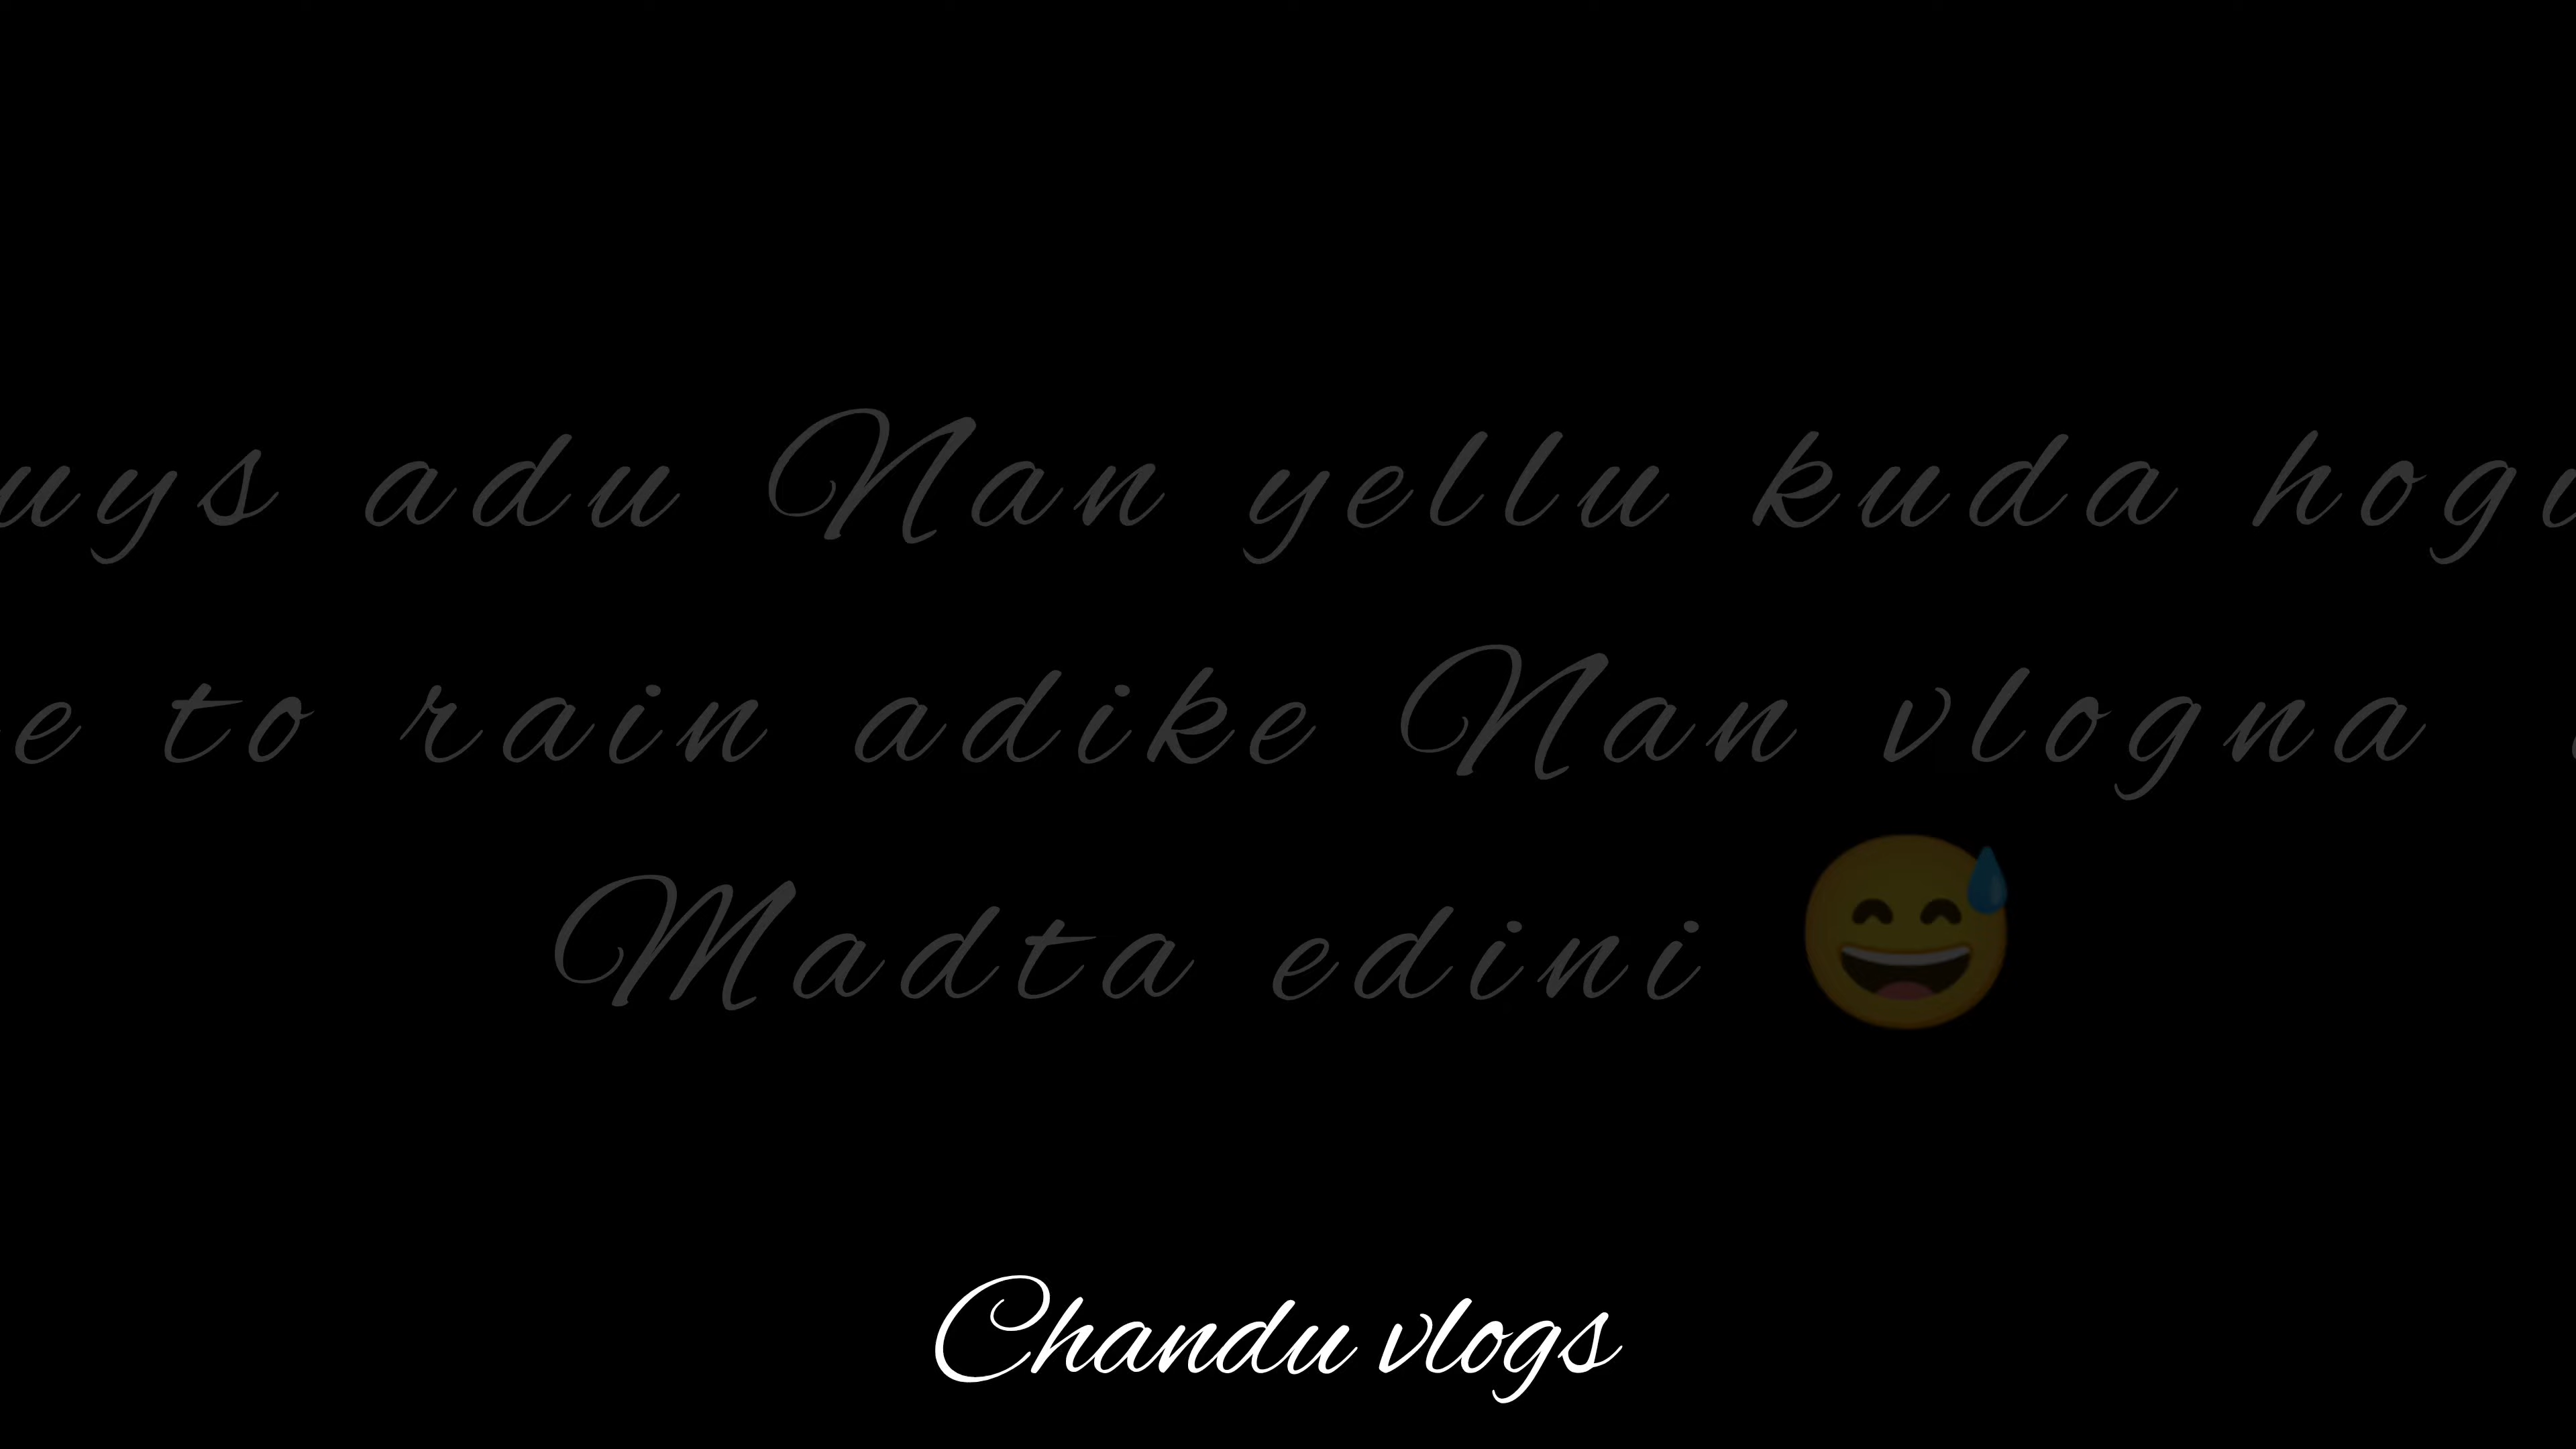 uys adu Nan yellu kuda hog
e to rain adike Nan vlogna
Madta edini 😅
Chandu vlogs